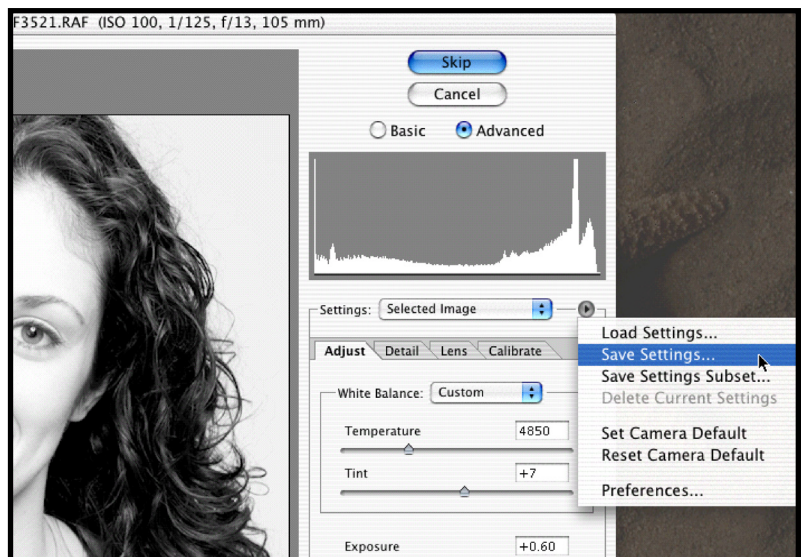 F3521.RAF (ISO 100, 1/125, f/13, 105 mm)
Skip
Cancel
Basic Advanced
Settings: Selected Image
Load Settings...
Save Settings...
Save Settings Subset...
Delete Current Settings
Set Camera Default
Reset Camera Default
Preferences...
Adjust Detail Lens Calibrate
White Balance: Custom
Temperature 4850
Tint +7
Exposure +0.60